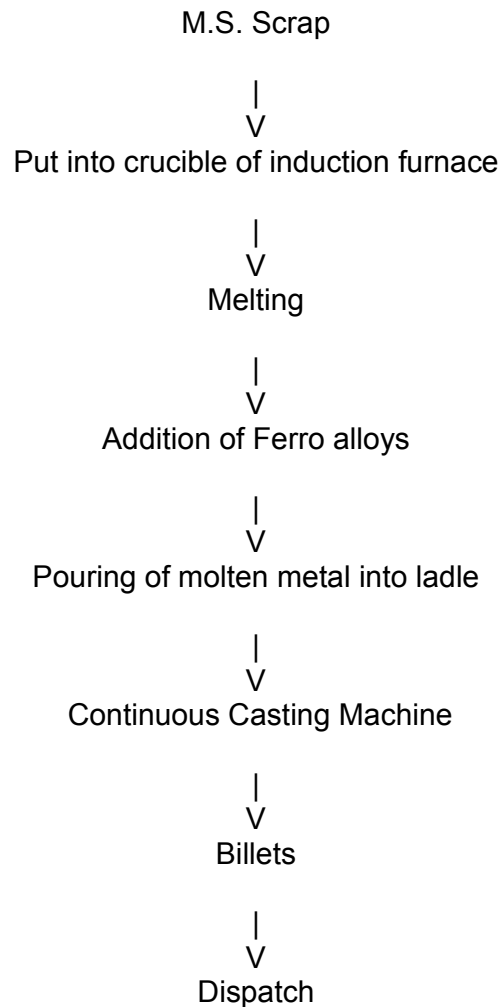 M.S. Scrap
|
V
Put into crucible of induction furnace
|
V
Melting
|
V
Addition of Ferro alloys
|
V
Pouring of molten metal into ladle
|
V
Continuous Casting Machine
|
V
Billets
|
V
Dispatch